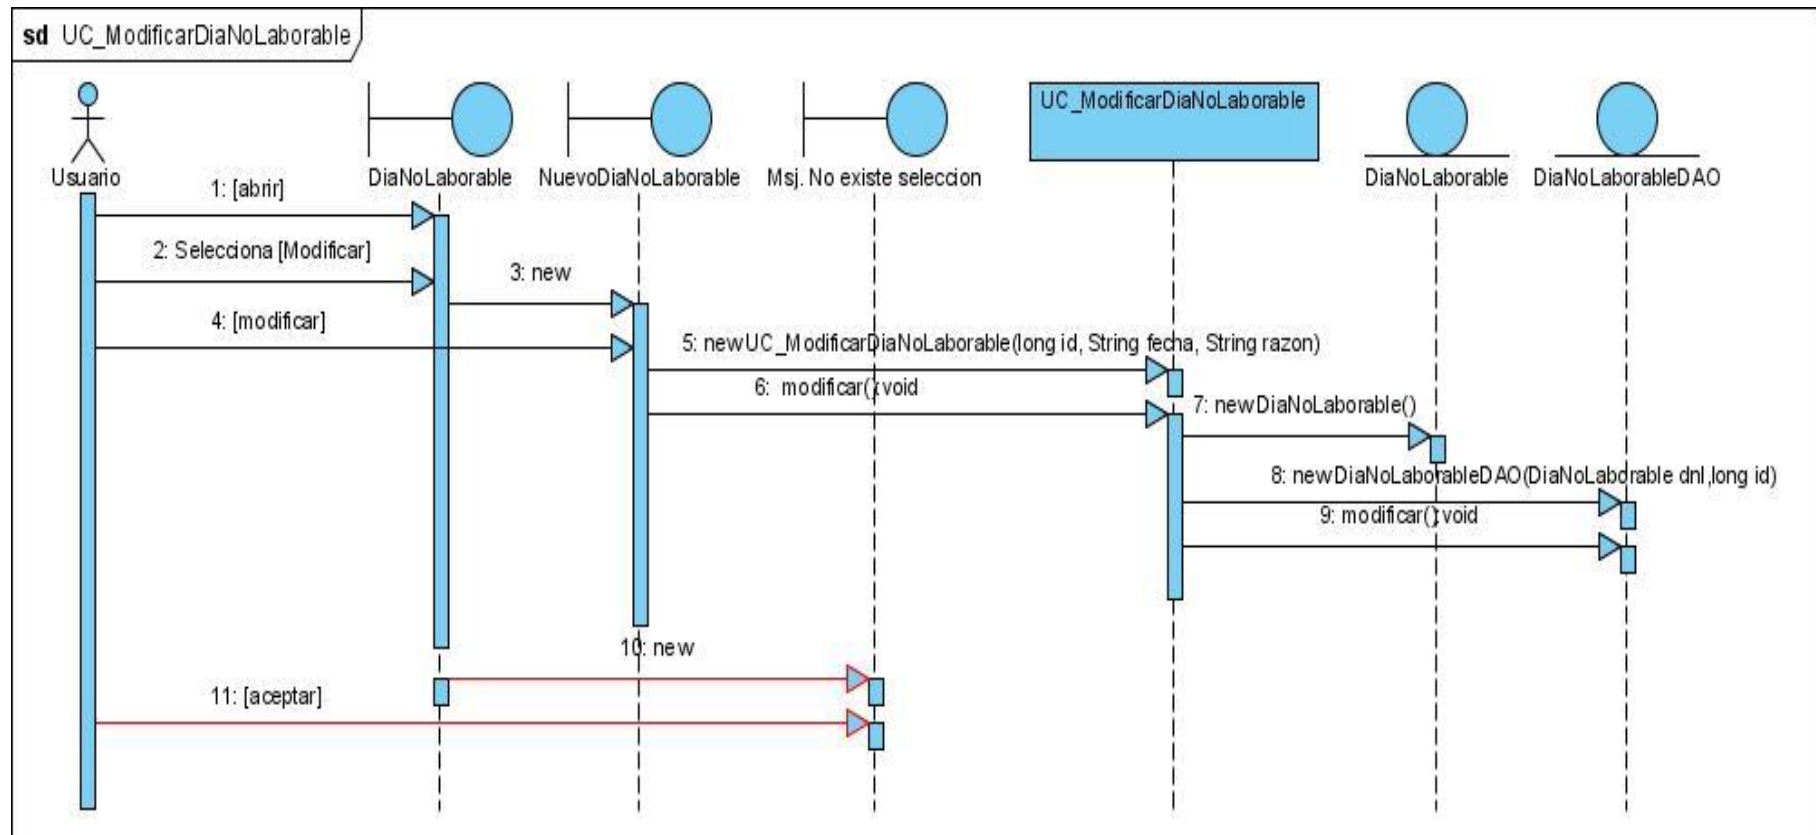 sd UC_ModificarDiaNoLaborable
UC_ModificarDiaNoLaborable
Usuario
DiaNoLaborable
NuevoDiaNoLaborable
Msj. No existe seleccion
DiaNoLaborable
DiaNoLaborableDAO
1: [abrir]
2: Selecciona [Modificar]
3: new
4: [modificar]
5: newUC_ModificarDiaNoLaborable(long id, String fecha, String razon)
6: modificar():void
7: newDiaNoLaborable()
8: newDiaNoLaborableDAO(DiaNoLaborable dnl,long id)
9: modificar():void
10: new
11: [aceptar]